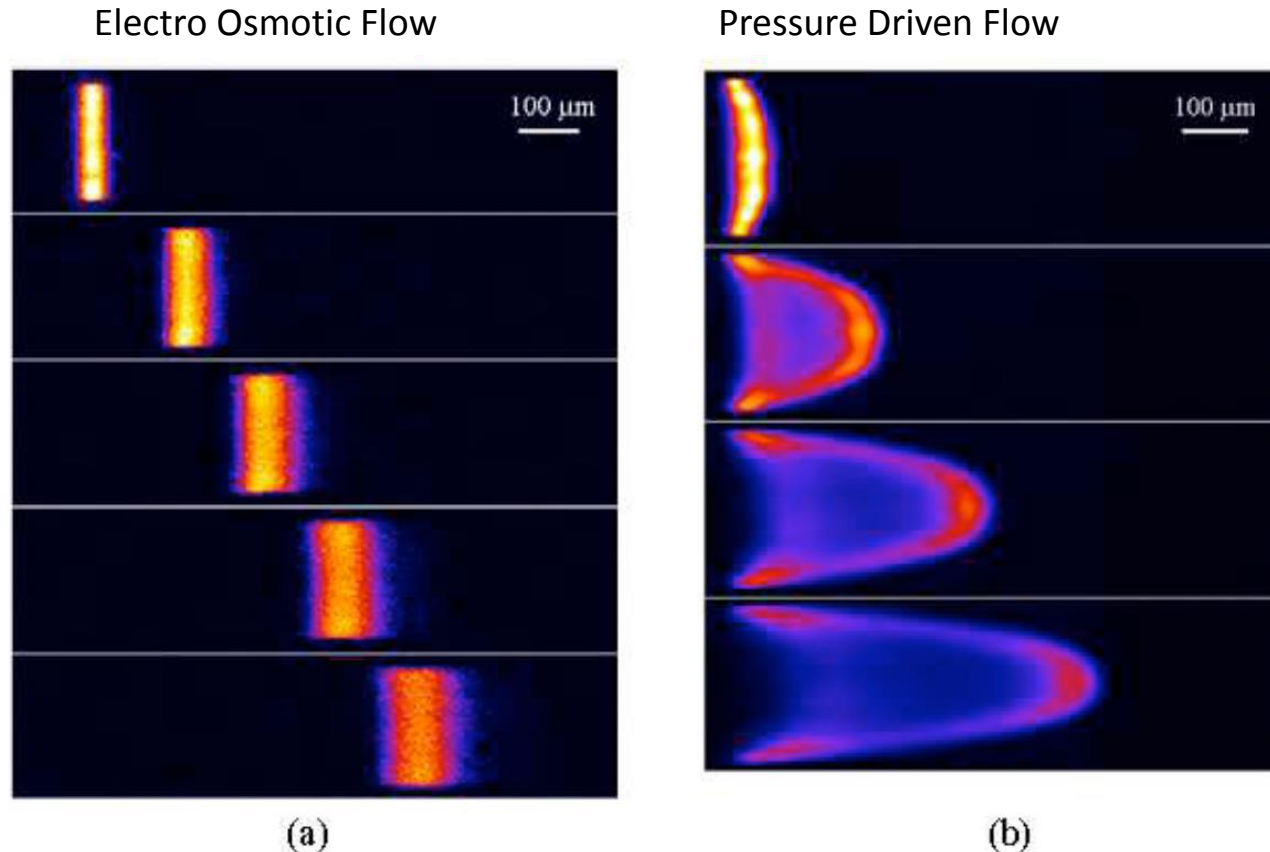 Electro Osmotic Flow
Pressure Driven Flow
100 µm
100 µm
(a)
(b)